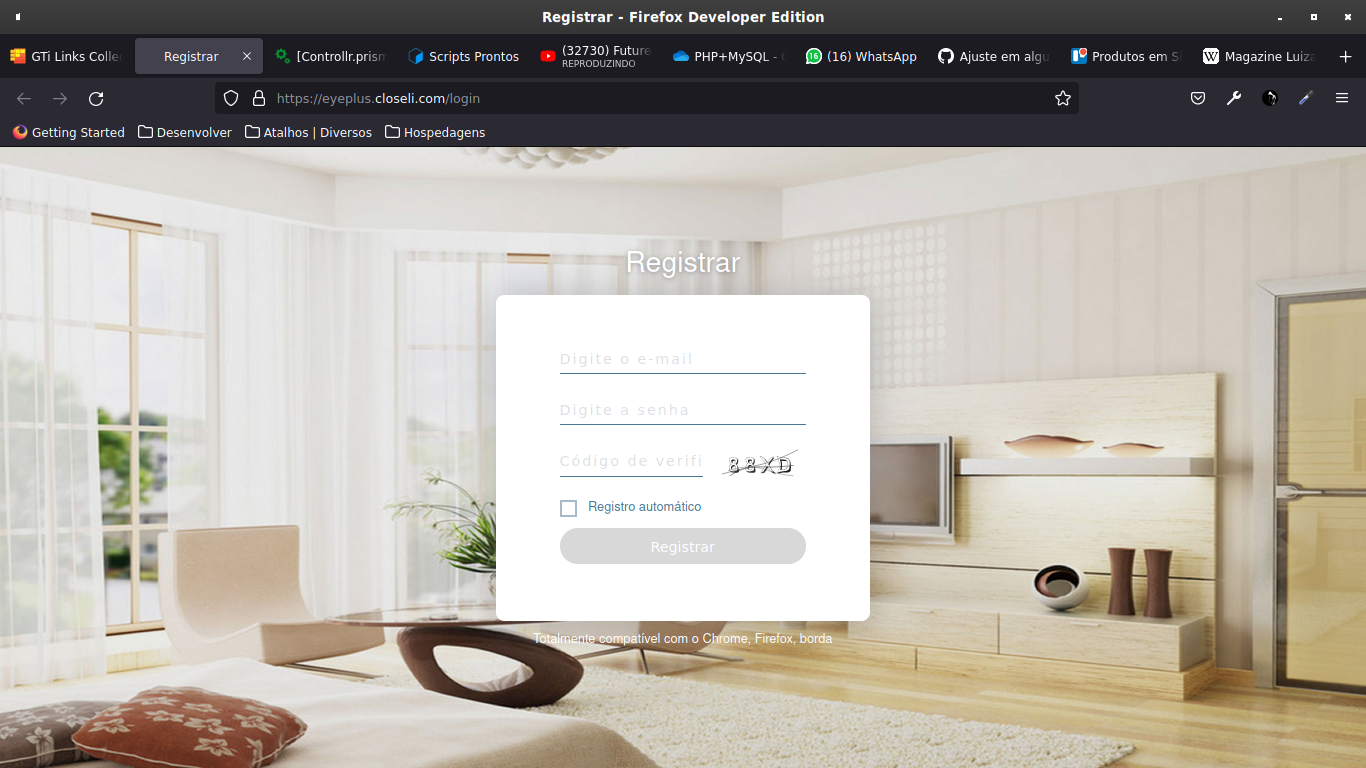 Registrar - Firefox Developer Edition
GTi Links Collec
Registrar
[Controllr.prism
Scripts Prontos
(32730) Future
REPRODUZINDO
PHP+MySQL -
(16) WhatsApp
Ajuste em algu
Produtos em S
Magazine Luiza
https://eyeplus.closeli.com/login
Getting Started
Desenvolver
Atalhos | Diversos
Hospedagens
Registrar
Digite o e-mail
Digite a senha
Código de verifi
88XD
Registro automático
Registrar
Totalmente compatível com o Chrome, Firefox, borda